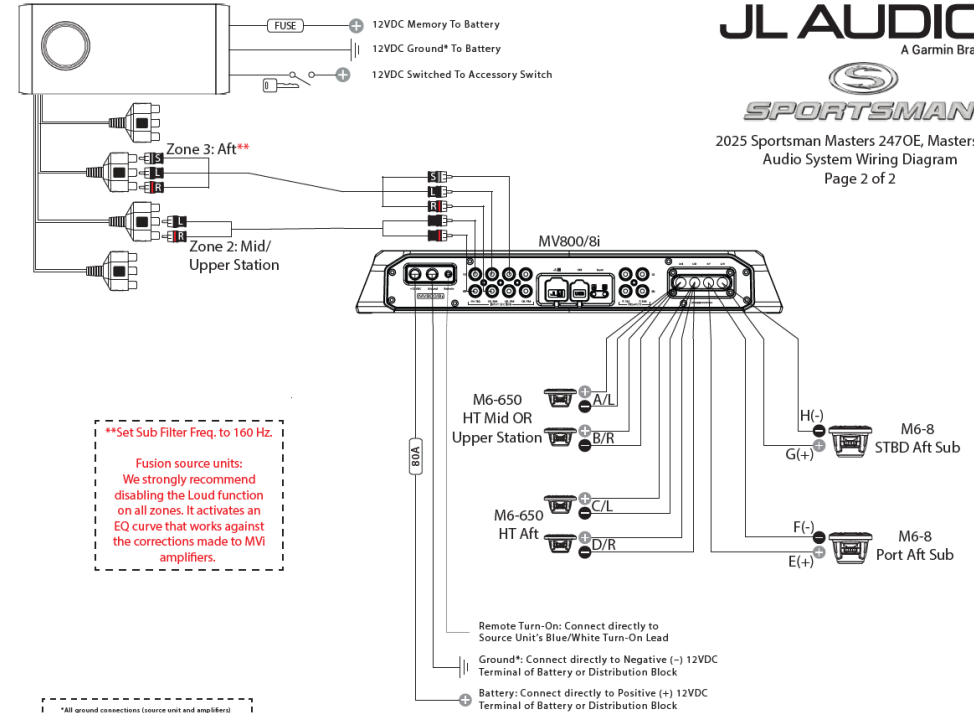 JL AUDIO
A Garmin Bra
SPORTSMAN
2025 Sportsman Masters 247OE, Masters
Audio System Wiring Diagram
Page 2 of 2
FUSE
12VDC Memory To Battery
12VDC Ground* To Battery
12VDC Switched To Accessory Switch
Zone 3: Aft**
S
L
R
S
L
R
L
R
Zone 2: Mid/
Upper Station
MV800/8i
M6-650
HT Mid OR
Upper Station
A/L
B/R
M6-650
HT Aft
C/L
D/R
H(-)
G(+)
M6-8
STBD Aft Sub
F(-)
E(+)
M6-8
Port Aft Sub
80A
**Set Sub Filter Freq. to 160 Hz.
Fusion source units:
We strongly recommend
disabling the Loud function
on all zones. It activates an
EQ curve that works against
the corrections made to MVi
amplifiers.
Remote Turn-On: Connect directly to
Source Unit's Blue/White Turn-On Lead
Ground*: Connect directly to Negative (–) 12VDC
Terminal of Battery or Distribution Block
Battery: Connect directly to Positive (+) 12VDC
Terminal of Battery or Distribution Block
*All ground connections (source unit and amplifiers)